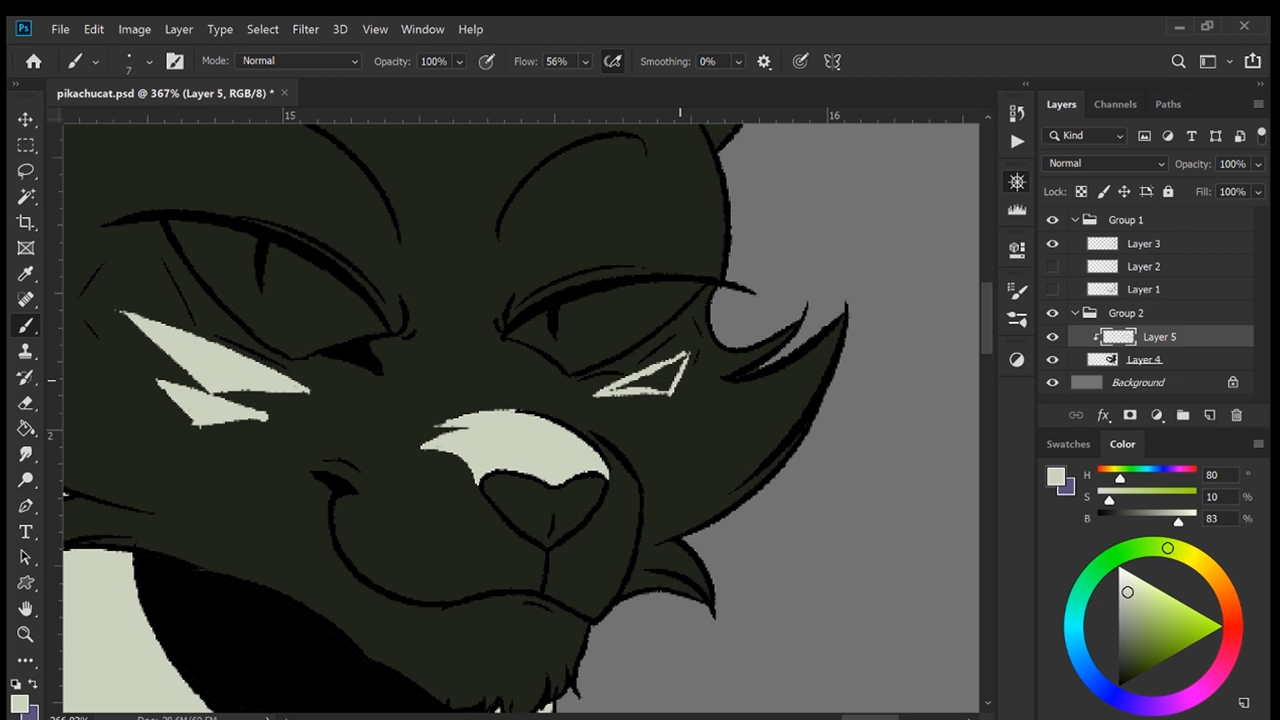 Ps File Edit Image Layer Type Select Filter 3D View Window Help
7 Mode: Normal Opacity: 100% Flow: 56% Smoothing: 0%
pikachucat.psd @ 367% (Layer 5, RGB/8) *
15 16
2
Layers Channels Paths
Kind
Normal Opacity: 100%
Lock: Fill: 100%
Group 1
Layer 3
Layer 2
Layer 1
Group 2
Layer 5
Layer 4
Background
fx
Swatches Color
H 80 °
S 10 %
B 83 %